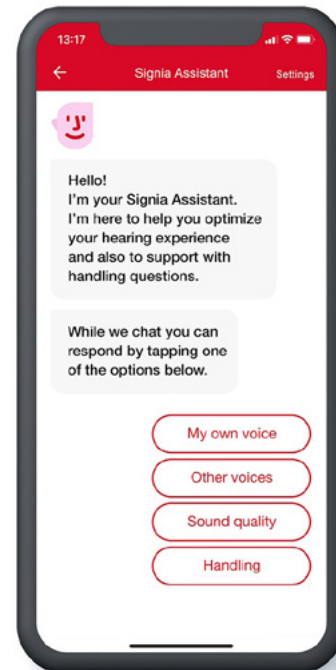 13:17
Signia Assistant
Settings
Hello!
I'm your Signia Assistant.
I'm here to help you optimize
your hearing experience
and also to support with
handling questions.
While we chat you can
respond by tapping one
of the options below.
My own voice
Other voices
Sound quality
Handling